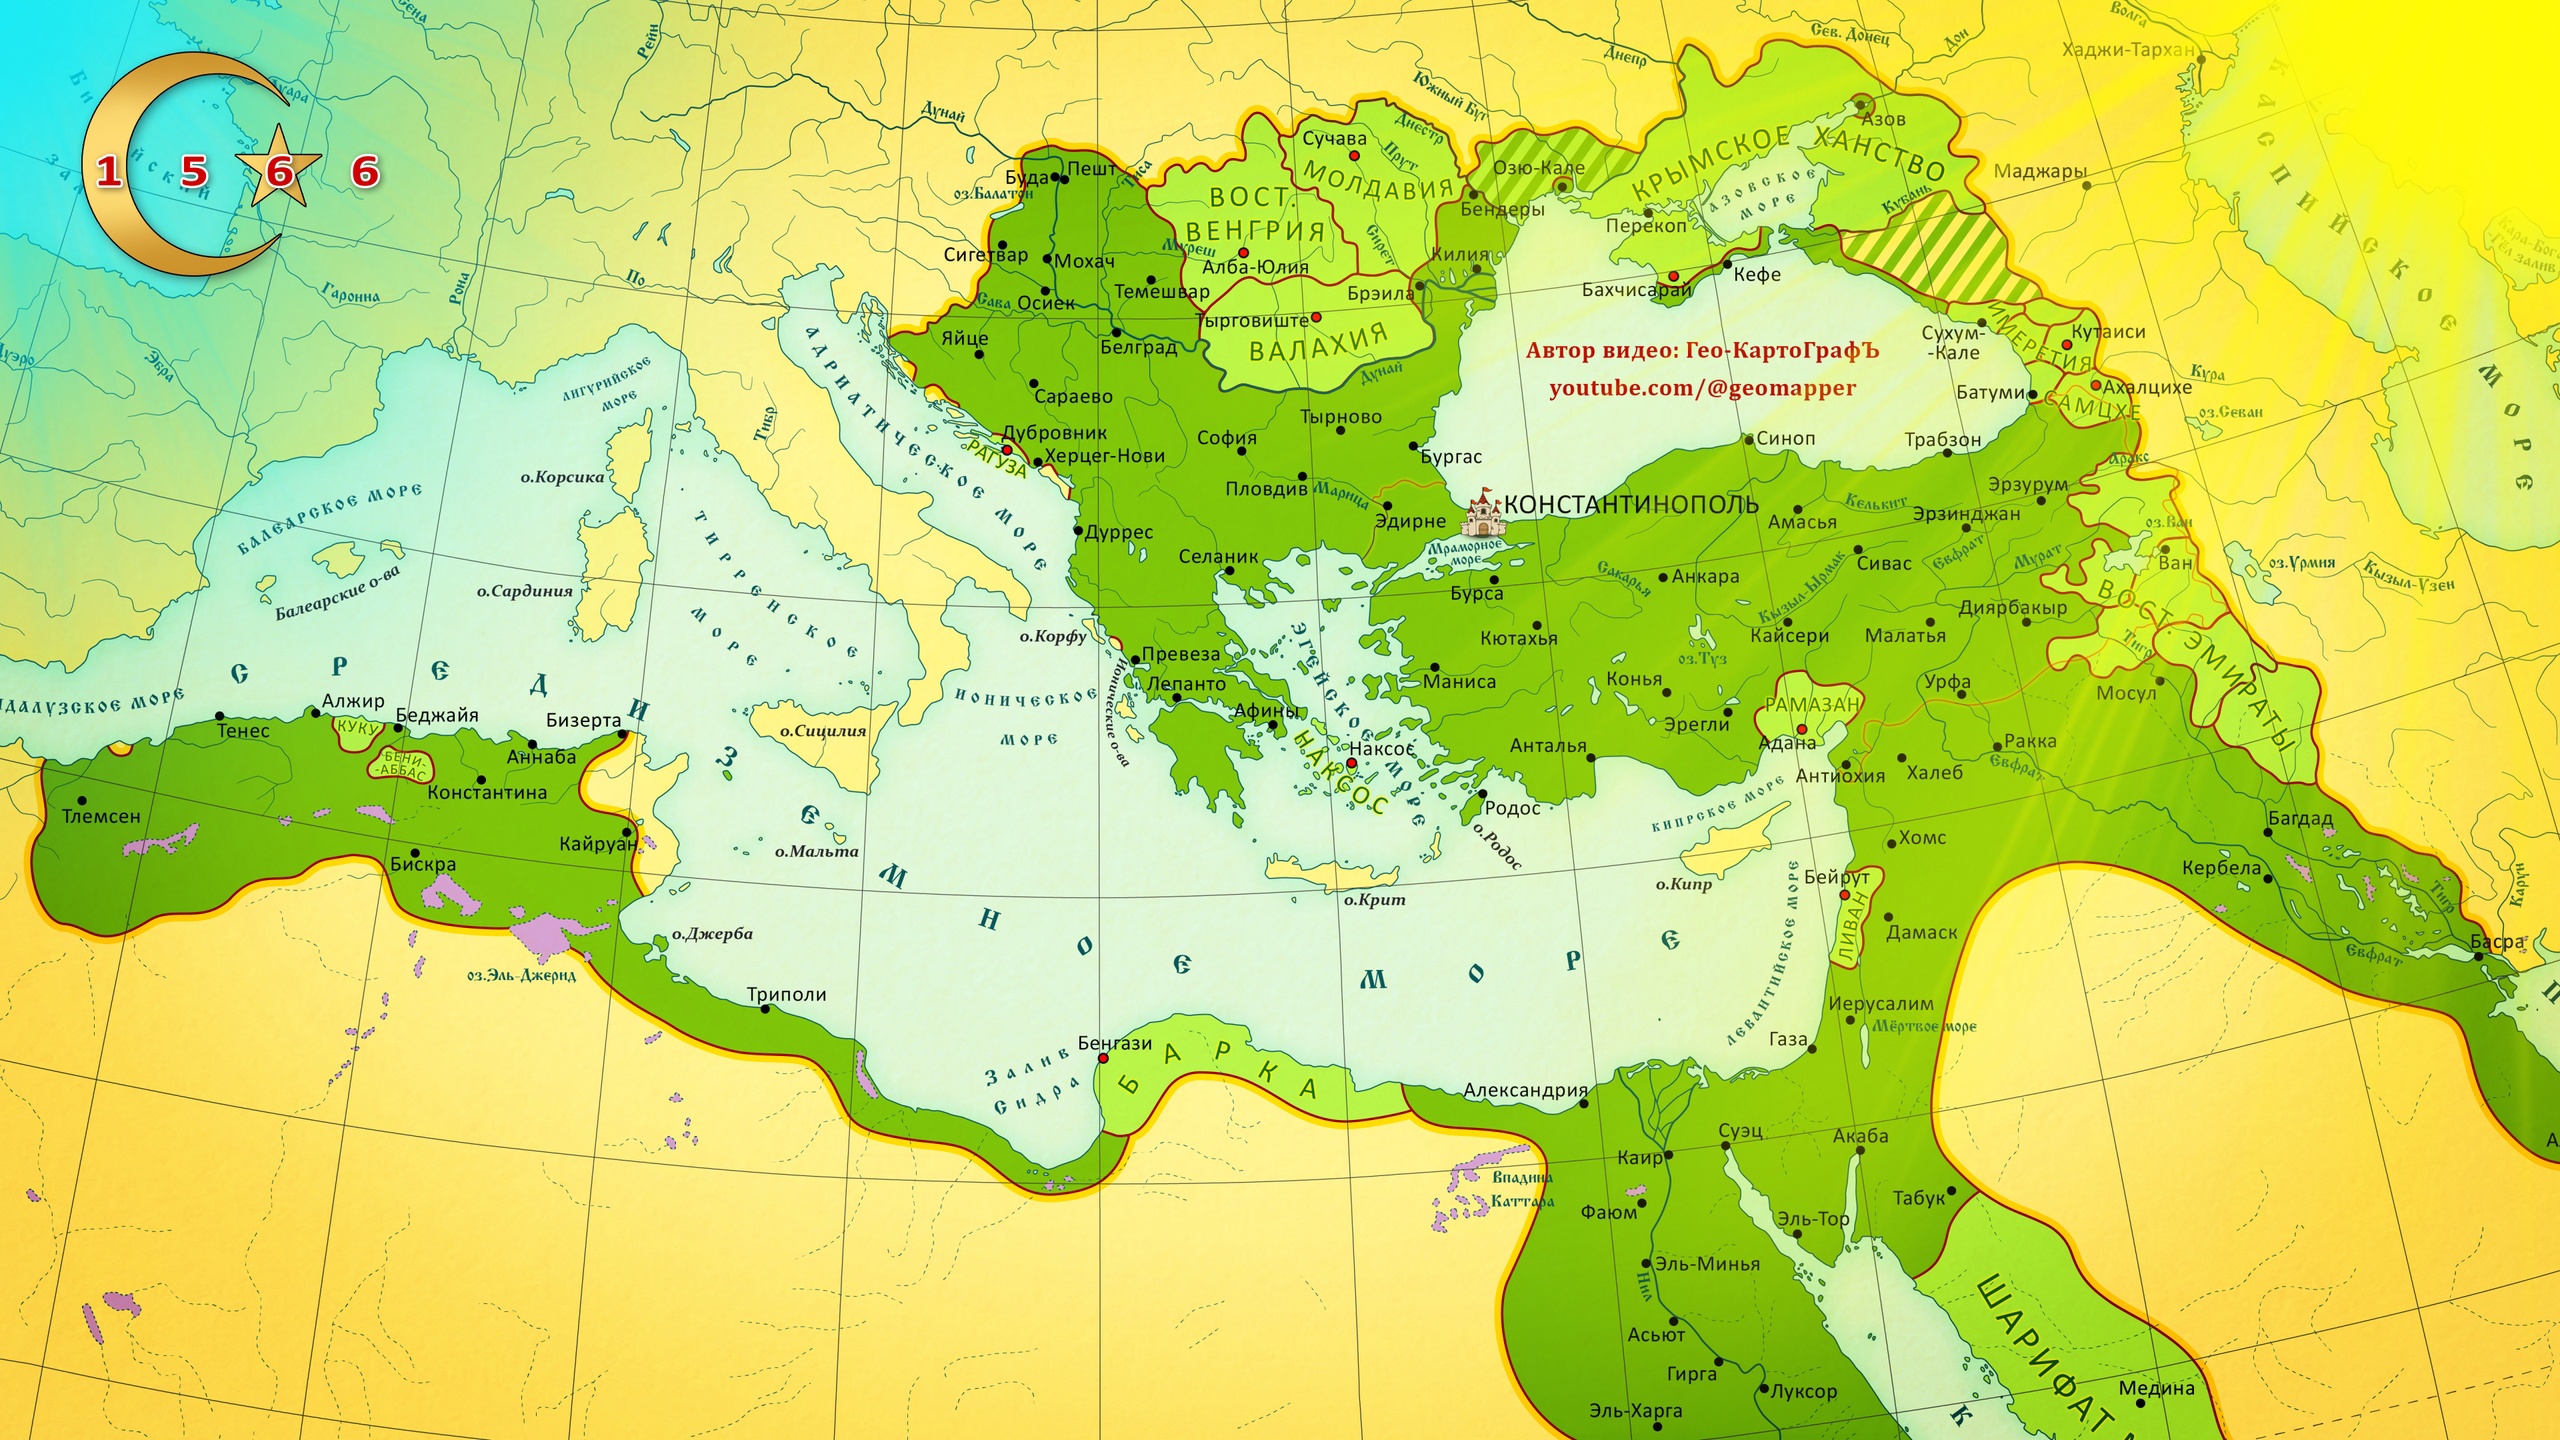 1 5 6 6
Рейн
Дунай
Тиса
Днепр
Южный Буг
Сев. Донец
Дон
Волга
Хаджи-Тархан
Гаронна
Рона
Эбра
По
Тибр
Буда
Пешт
оз.Балатон
Сигетвар
Мохач
Темешвар
Сава
Осиек
Яйце
Белград
Сараево
Дубровник
РАГУЗА
Херцег-Нови
ВОСТ.
ВЕНГРИЯ
Муреш
Алба-Юлия
Сучава
МОЛДАВИЯ
Днестр
Прут
Сирет
Тырговиште
Брэила
ВАЛАХИЯ
Дунай
Озю-Кале
Бендеры
Килия
КРЫМСКОЕ ХАНСТВО
Азов
АЗОВСКОЕ
МОРЕ
Перекоп
Бахчисарай
Кефе
Кубань
Маджары
Автор видео: Гео-КартоГрафЪ
youtube.com/@geomapper
Сухум-
-Кале
ИМЕРЕТИЯ
Кутаиси
Батуми
Ахалцихе
САМЦХЕ
Кура
оз.Севан
Аракс
КАСПИЙСКОЕ МОРЕ
София
Тырново
Бургас
Пловдив
Марица
Эдирне
КОНСТАНТИНОПОЛЬ
Мраморное
море
Синоп
Трабзон
Амасья
Келькит
Эрзурум
Эрзинджан
Сивас
Евфрат
Мурат
оз.Ван
Ван
ВОСТ. ЭМИРАТЫ
оз.Урмия
Кызыл-Узен
Дуррес
Селаник
Бурса
Сакарья
Анкара
Кызыл-Ырмак
Кютахья
Кайсери
Малатья
Диярбакыр
Тигр
Мосул
оз.Туз
Маниса
Конья
Эрегли
Урфа
РАМАЗАН
Адана
Анталья
Антиохия
Халеб
Ракка
Евфрат
ЛИГУРИЙСКОЕ
МОРЕ
АДРИАТИЧЕСКОЕ МОРЕ
о.Корсика
БАЛЕАРСКОЕ МОРЕ
Балеарские о-ва
о.Сардиния
ТИРРЕНСКОЕ
МОРЕ
о.Корфу
Превеза
Лепанто
Ионические о-ва
ИОНИЧЕСКОЕ
МОРЕ
Афины
ЭГЕЙСКОЕ МОРЕ
Наксос
НАКСОС
Родос
о.Родос
СРЕДИЗЕМНОЕ МОРЕ
Алжир
КУКУ
Беджайя
Бизерта
Тенес
БЕНИ-
-АББАС
Аннаба
Константина
Тлемсен
Бискра
Кайруан
о.Сицилия
о.Мальта
о.Крит
КИПРСКОЕ МОРЕ
о.Кипр
ЛЕВАНТИЙСКОЕ МОРЕ
Хомс
Бейрут
ЛИВАН
Дамаск
Багдад
Кербела
Тигр
Карун
Басра
Евфрат
о.Джерба
оз.Эль-Джерид
Триполи
Бенгази
БАРКА
Залив
Сидра
Иерусалим
Мёртвое море
Газа
Александрия
Каир
Суэц
Акаба
Впадина
Каттара
Фаюм
Табук
Эль-Тор
Эль-Минья
Нил
Асьют
Гирга
Луксор
Эль-Харга
ШАРИФАТ
Медина
К